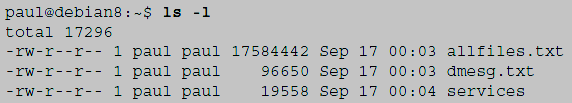 paul@debian8:~$ ls -l
total 17296
-rw-r--r-- 1 paul paul 17584442 Sep 17 00:03 allfiles.txt
-rw-r--r-- 1 paul paul    96650 Sep 17 00:03 dmesg.txt
-rw-r--r-- 1 paul paul    19558 Sep 17 00:04 services